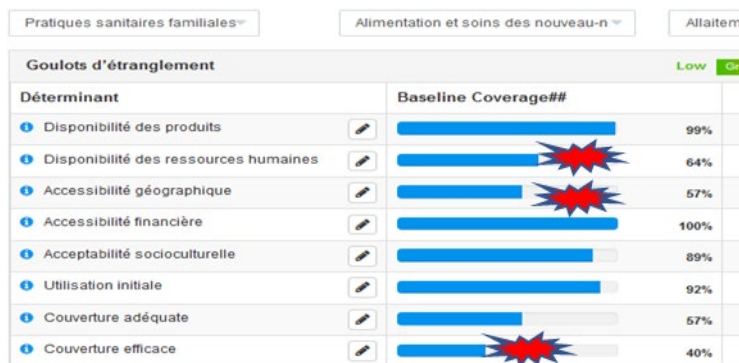 Pratiques sanitaires familiales Alimentation et soins des nouveau-n Allaitem
Goulots d'étranglement Low
Déterminant Baseline Coverage##
Disponibilité des produits 99%
Disponibilité des ressources humaines 64%
Accessibilité géographique 57%
Accessibilité financière 100%
Acceptabilité socioculturelle 89%
Utilisation initiale 92%
Couverture adéquate 57%
Couverture efficace 40%